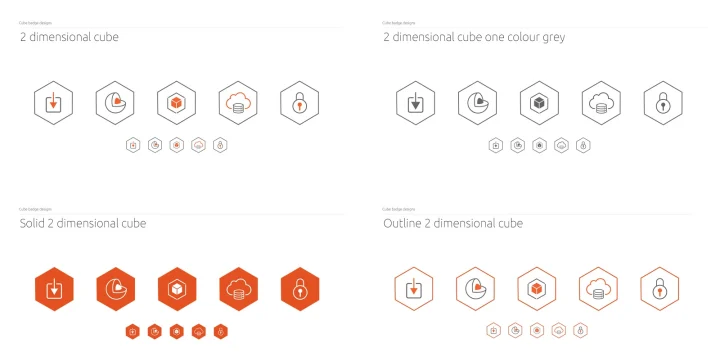 Cube badge designs
2 dimensional cube
Cube badge designs
2 dimensional cube one colour grey
Cube badge designs
Solid 2 dimensional cube
Cube badge designs
Outline 2 dimensional cube